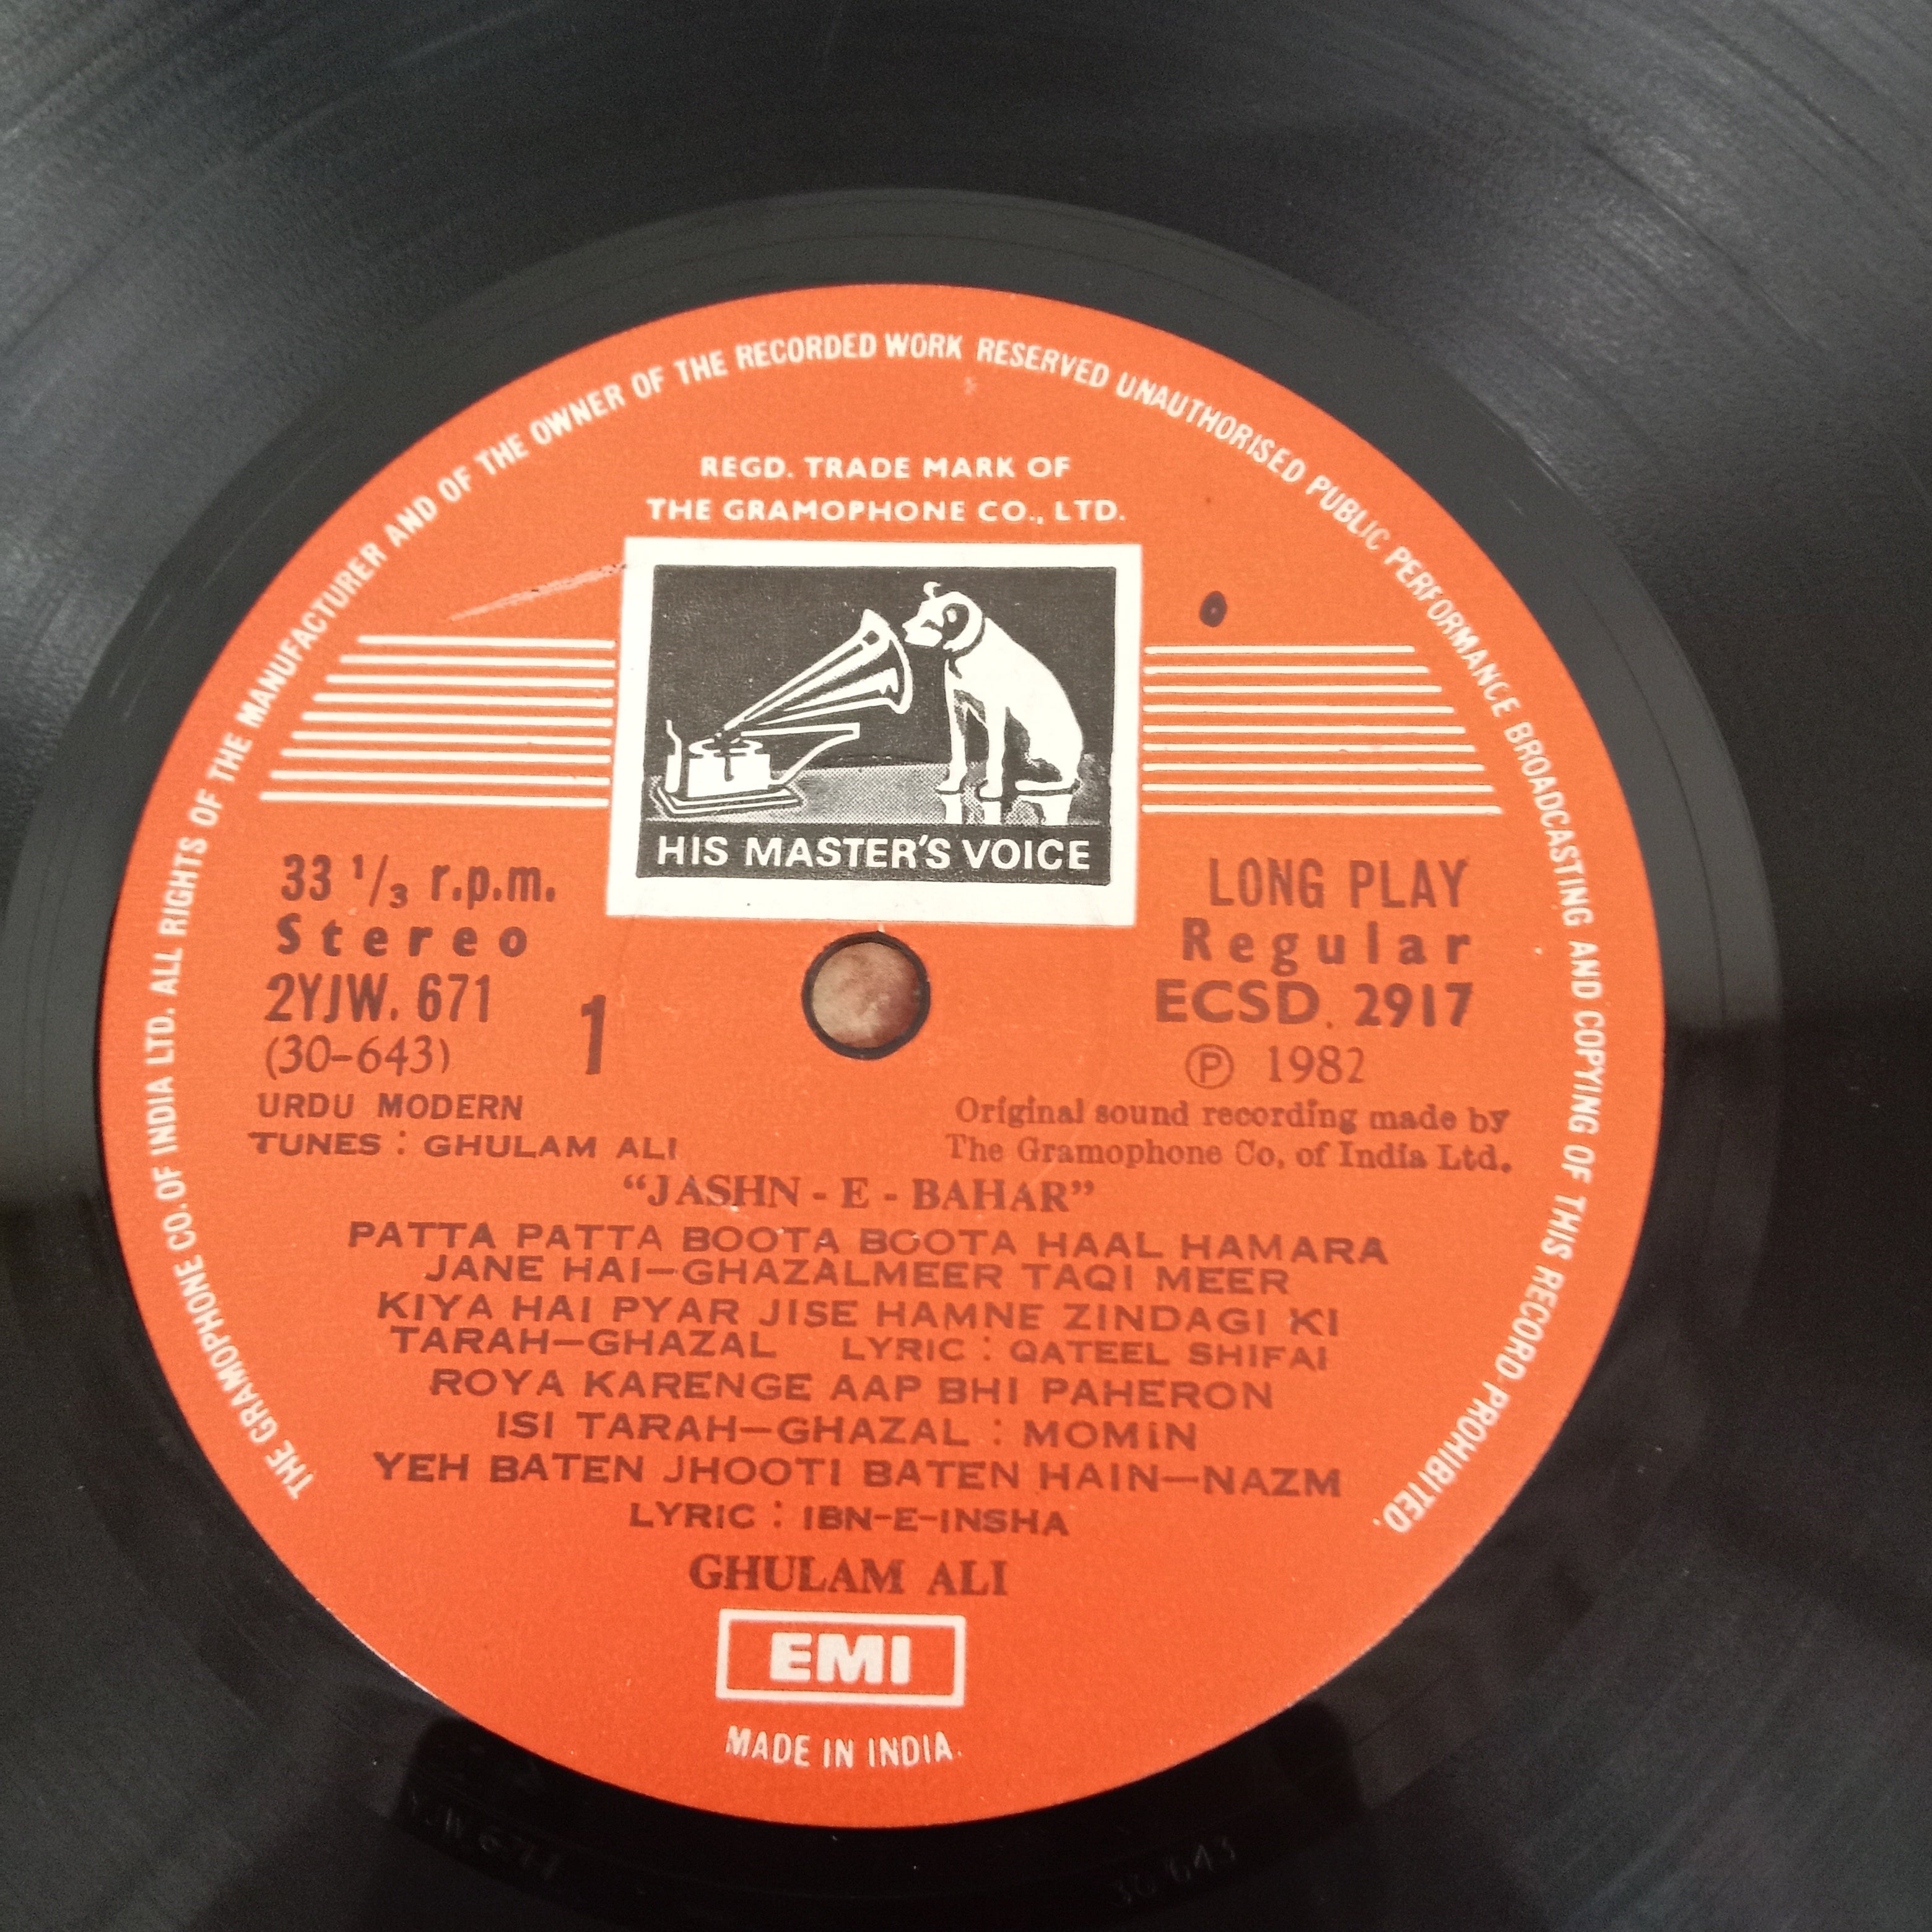 THE GRAMOPHONE CO. OF INDIA LTD. ALL RIGHTS OF THE MANUFACTURER AND OF THE OWNER OF THE RECORDED WORK RESERVED UNAUTHORISED PUBLIC PERFORMANCE BROADCASTING AND COPYING OF THIS RECORD PROHIBITED.
REGD. TRADE MARK OF
THE GRAMOPHONE CO., LTD.
HIS MASTER'S VOICE
33 1/3 r.p.m.
Stereo
2YJW. 671
(30-643)
1
LONG PLAY
Regular
ECSD. 2917
Ⓟ 1982
URDU MODERN
TUNES : GHULAM ALI
Original sound recording made by
The Gramophone Co, of India Ltd.
"JASHN - E - BAHAR"
PATTA PATTA BOOTA BOOTA HAAL HAMARA
JANE HAI—GHAZALMEER TAQI MEER
KIYA HAI PYAR JISE HAMNE ZINDAGI KI
TARAH—GHAZAL LYRIC : QATEEL SHIFAI
ROYA KARENGE AAP BHI PAHERON
ISI TARAH—GHAZAL : MOMIN
YEH BATEN JHOOTI BATEN HAIN—NAZM
LYRIC : IBN-E-INSHA
GHULAM ALI
EMI
MADE IN INDIA.